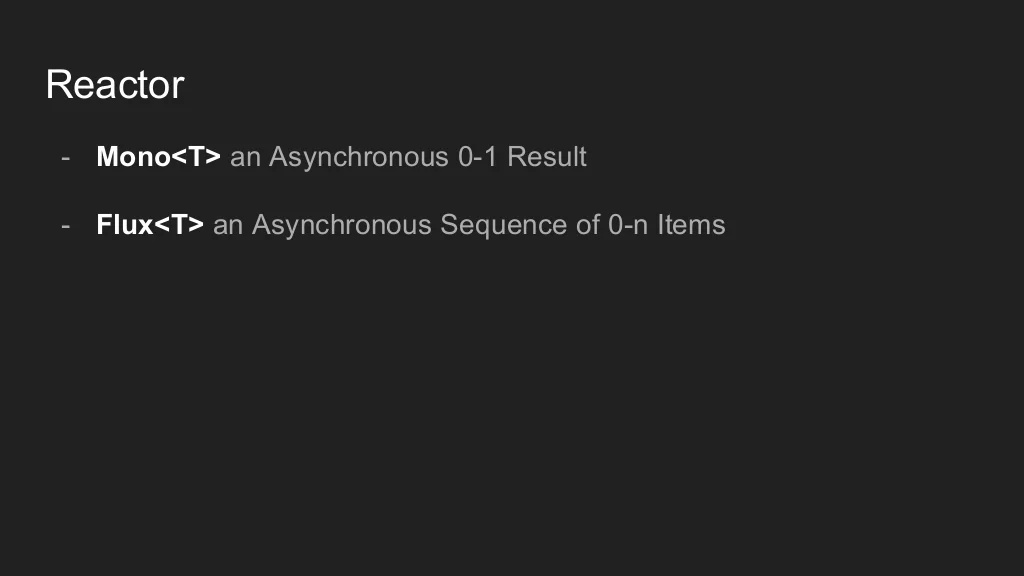 Reactor
- Mono<T> an Asynchronous 0-1 Result
- Flux<T> an Asynchronous Sequence of 0-n Items